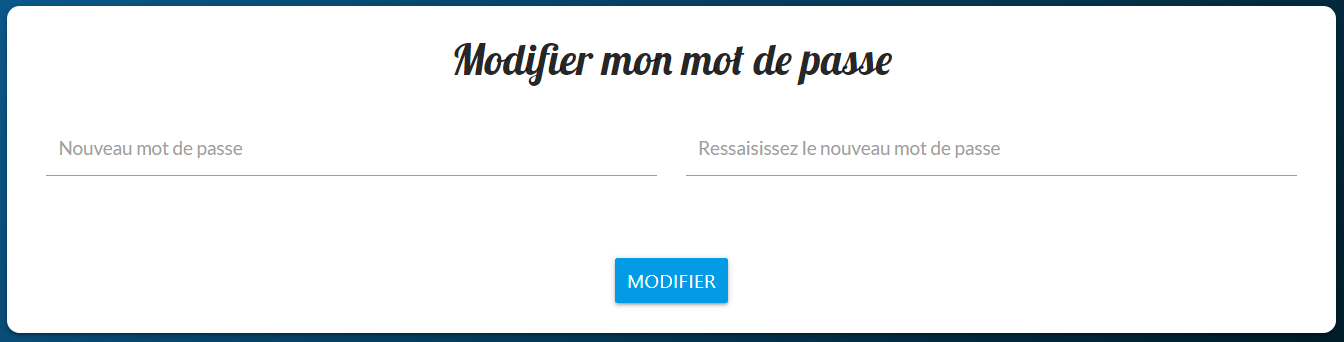 Modifier mon mot de passe
Nouveau mot de passe
Ressaisissez le nouveau mot de passe
MODIFIER